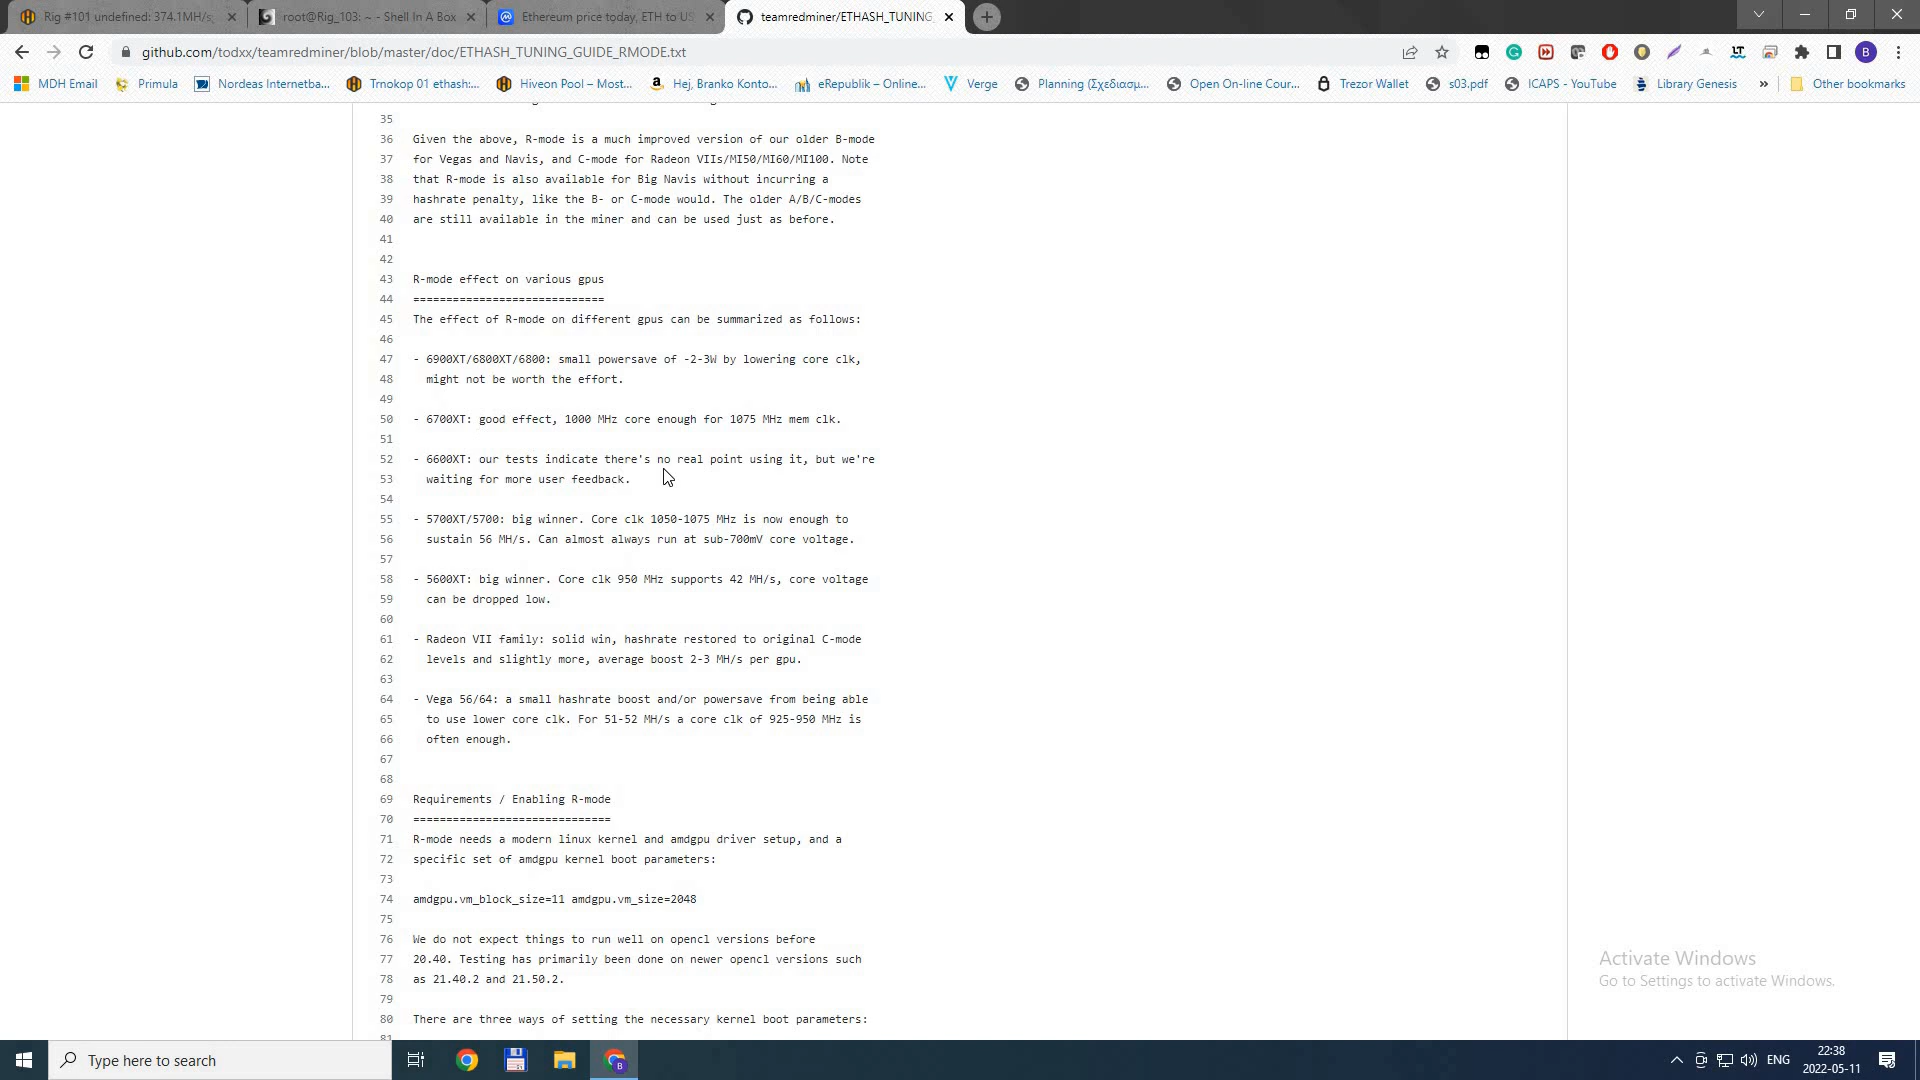 Rig #101 undefined: 374.1MH/s
root@Rig_103: ~ - Shell In A Box
Ethereum price today, ETH to US
teamredminer/ETHASH_TUNING_
github.com/todxx/teamredminer/blob/master/doc/ETHASH_TUNING_GUIDE_RMODE.txt
MDH Email
Primula
Nordeas Internetba...
Trnokop 01 ethash:...
Hiveon Pool – Most...
Hej, Branko Konto...
eRepublik – Online...
Verge
Planning (Σχεδιασμ...
Open On-line Cour...
Trezor Wallet
s03.pdf
ICAPS - YouTube
Library Genesis
»
Other bookmarks
35
36 Given the above, R-mode is a much improved version of our older B-mode
37 for Vegas and Navis, and C-mode for Radeon VIIs/MI50/MI60/MI100. Note
38 that R-mode is also available for Big Navis without incurring a
39 hashrate penalty, like the B- or C-mode would. The older A/B/C-modes
40 are still available in the miner and can be used just as before.
41
42
43 R-mode effect on various gpus
44 =============================
45 The effect of R-mode on different gpus can be summarized as follows:
46
47 - 6900XT/6800XT/6800: small powersave of -2-3W by lowering core clk,
48 might not be worth the effort.
49
50 - 6700XT: good effect, 1000 MHz core enough for 1075 MHz mem clk.
51
52 - 6600XT: our tests indicate there's no real point using it, but we're
53 waiting for more user feedback.
54
55 - 5700XT/5700: big winner. Core clk 1050-1075 MHz is now enough to
56 sustain 56 MH/s. Can almost always run at sub-700mV core voltage.
57
58 - 5600XT: big winner. Core clk 950 MHz supports 42 MH/s, core voltage
59 can be dropped low.
60
61 - Radeon VII family: solid win, hashrate restored to original C-mode
62 levels and slightly more, average boost 2-3 MH/s per gpu.
63
64 - Vega 56/64: a small hashrate boost and/or powersave from being able
65 to use lower core clk. For 51-52 MH/s a core clk of 925-950 MHz is
66 often enough.
67
68
69 Requirements / Enabling R-mode
70 ==============================
71 R-mode needs a modern linux kernel and amdgpu driver setup, and a
72 specific set of amdgpu kernel boot parameters:
73
74 amdgpu.vm_block_size=11 amdgpu.vm_size=2048
75
76 We do not expect things to run well on opencl versions before
77 20.40. Testing has primarily been done on newer opencl versions such
78 as 21.40.2 and 21.50.2.
79
80 There are three ways of setting the necessary kernel boot parameters:
81
Activate Windows
Go to Settings to activate Windows.
Type here to search
ENG
22:38
2022-05-11